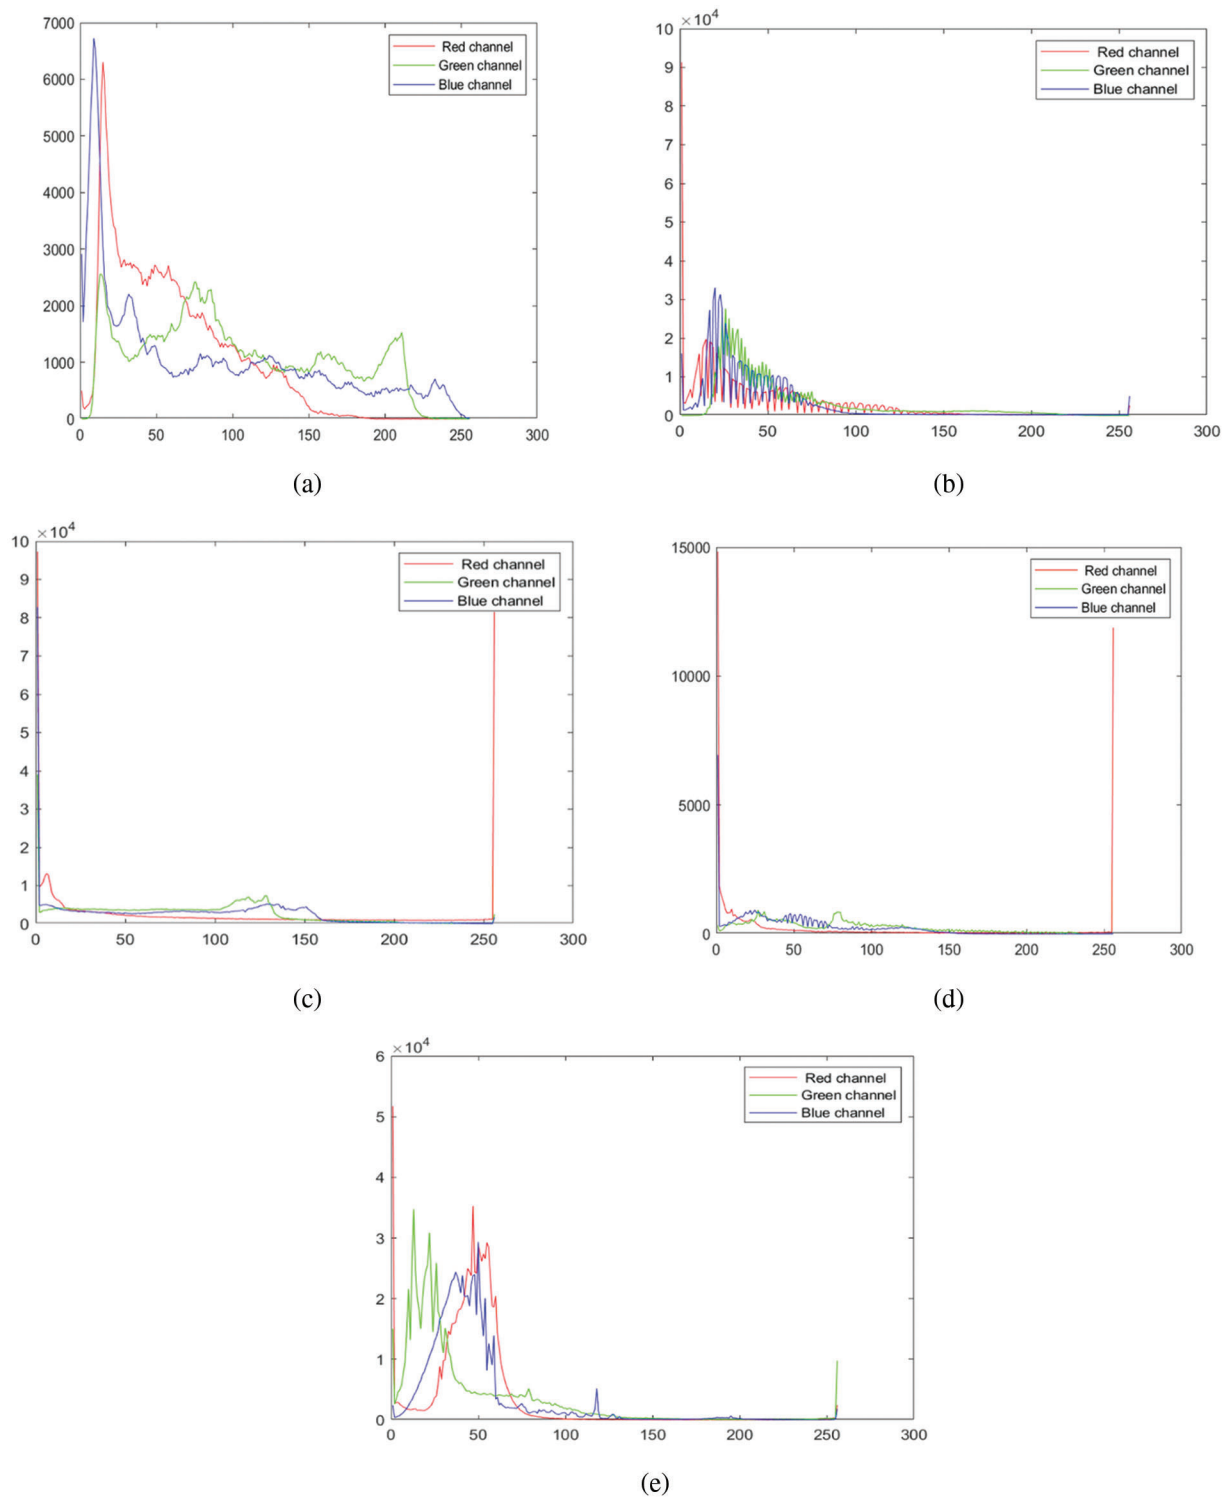 7000
6000
5000
4000
3000
2000
1000
0
0 50 100 150 200 250 300
Red channel
Green channel
Blue channel
(a)
×10⁴
10
9
8
7
6
5
4
3
2
1
0
0 50 100 150 200 250 300
Red channel
Green channel
Blue channel
(b)
×10⁴
10
9
8
7
6
5
4
3
2
1
0
0 50 100 150 200 250 300
Red channel
Green channel
Blue channel
(c)
15000
10000
5000
0
0 50 100 150 200 250 300
Red channel
Green channel
Blue channel
(d)
×10⁴
6
5
4
3
2
1
0
0 50 100 150 200 250 300
Red channel
Green channel
Blue channel
(e)